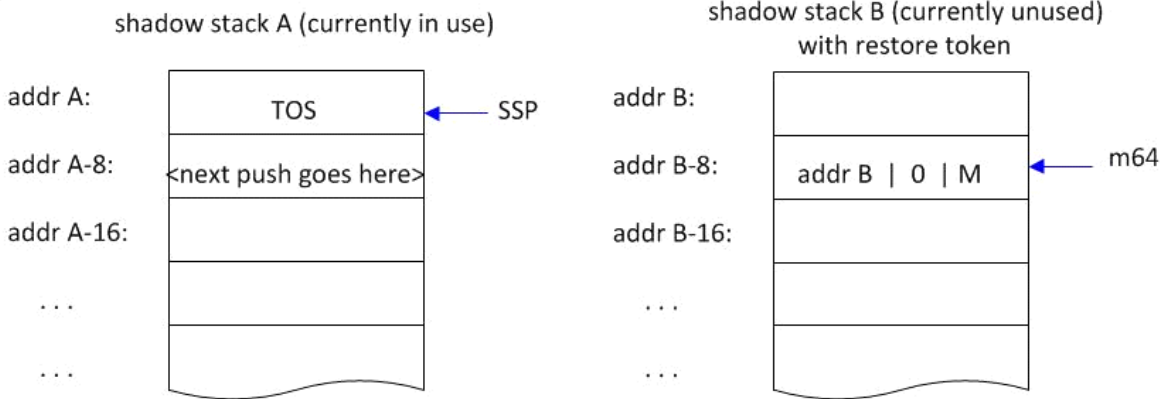 shadow stack A (currently in use)
addr A:
TOS
SSP
addr A-8:
<next push goes here>
addr A-16:
. . .
. . .
shadow stack B (currently unused)
with restore token
addr B:
addr B-8:
addr B | 0 | M
m64
addr B-16:
. . .
. . .